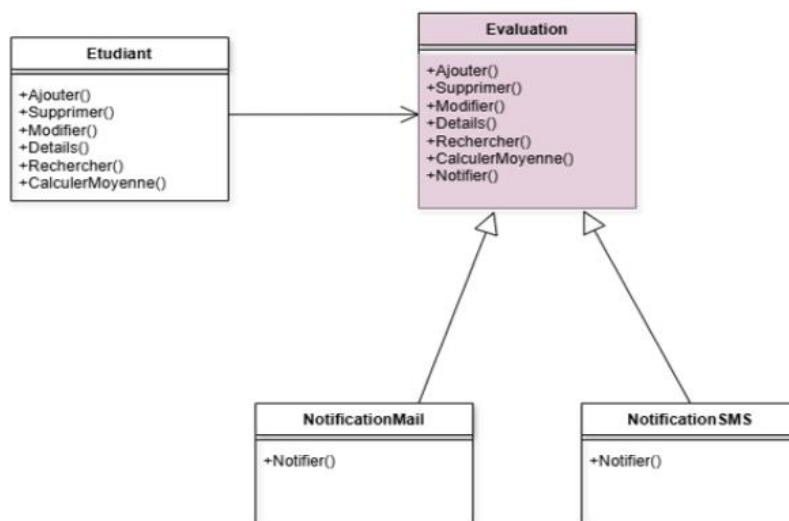 Etudiant
+Ajouter()
+Supprimer()
+Modifier()
+Details()
+Rechercher()
+CalculerMoyenne()
Evaluation
+Ajouter()
+Supprimer()
+Modifier()
+Details()
+Rechercher()
+CalculerMoyenne()
+Notifier()
NotificationMail
+Notifier()
NotificationSMS
+Notifier()